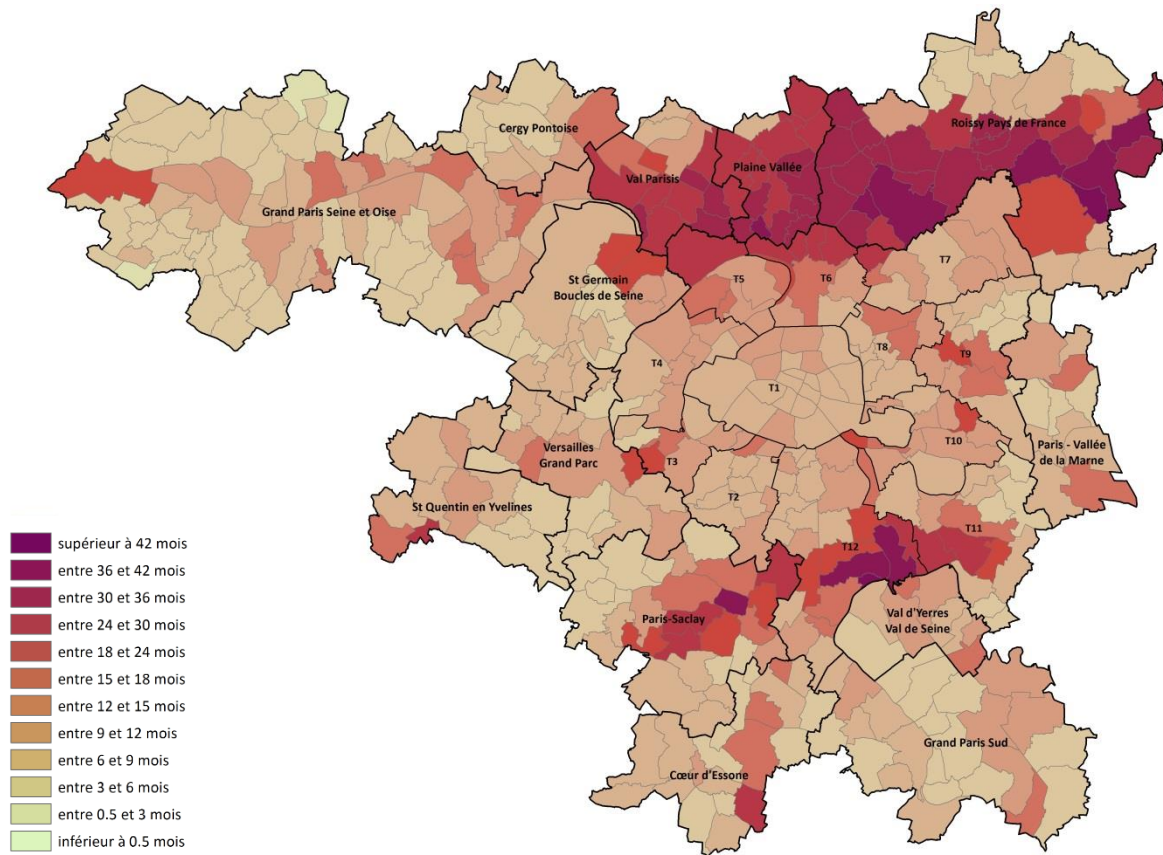 Cergy Pontoise
Roissy Pays de France
Plaine Vallée
Val Parisis
Grand Paris Seine et Oise
St Germain
Boucles de Seine
T5
T6
T7
T8
T9
T4
T1
T10
Paris - Vallée
de la Marne
Versailles
Grand Parc
T3
T2
St Quentin en Yvelines
T11
T12
Paris-Saclay
Val d'Yerres
Val de Seine
Grand Paris Sud
Cœur d'Essone
supérieur à 42 mois
entre 36 et 42 mois
entre 30 et 36 mois
entre 24 et 30 mois
entre 18 et 24 mois
entre 15 et 18 mois
entre 12 et 15 mois
entre 9 et 12 mois
entre 6 et 9 mois
entre 3 et 6 mois
entre 0.5 et 3 mois
inférieur à 0.5 mois